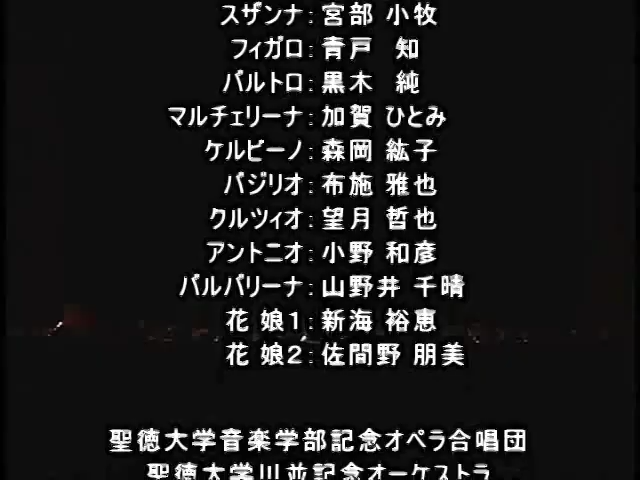 スザンナ：宮部 小牧
フィガロ：青戸　知
バルトロ：黒木　純
マルチェリーナ：加賀 ひとみ
ケルビーノ：森岡 紘子
バジリオ：布施 雅也
クルツィオ：望月 哲也
アントニオ：小野 和彦
バルバリーナ：山野井 千晴
花 娘１：新海 裕恵
花 娘２：佐間野 朋美
聖徳大学音楽学部記念オペラ合唱団
聖徳大学川並記念オーケストラ